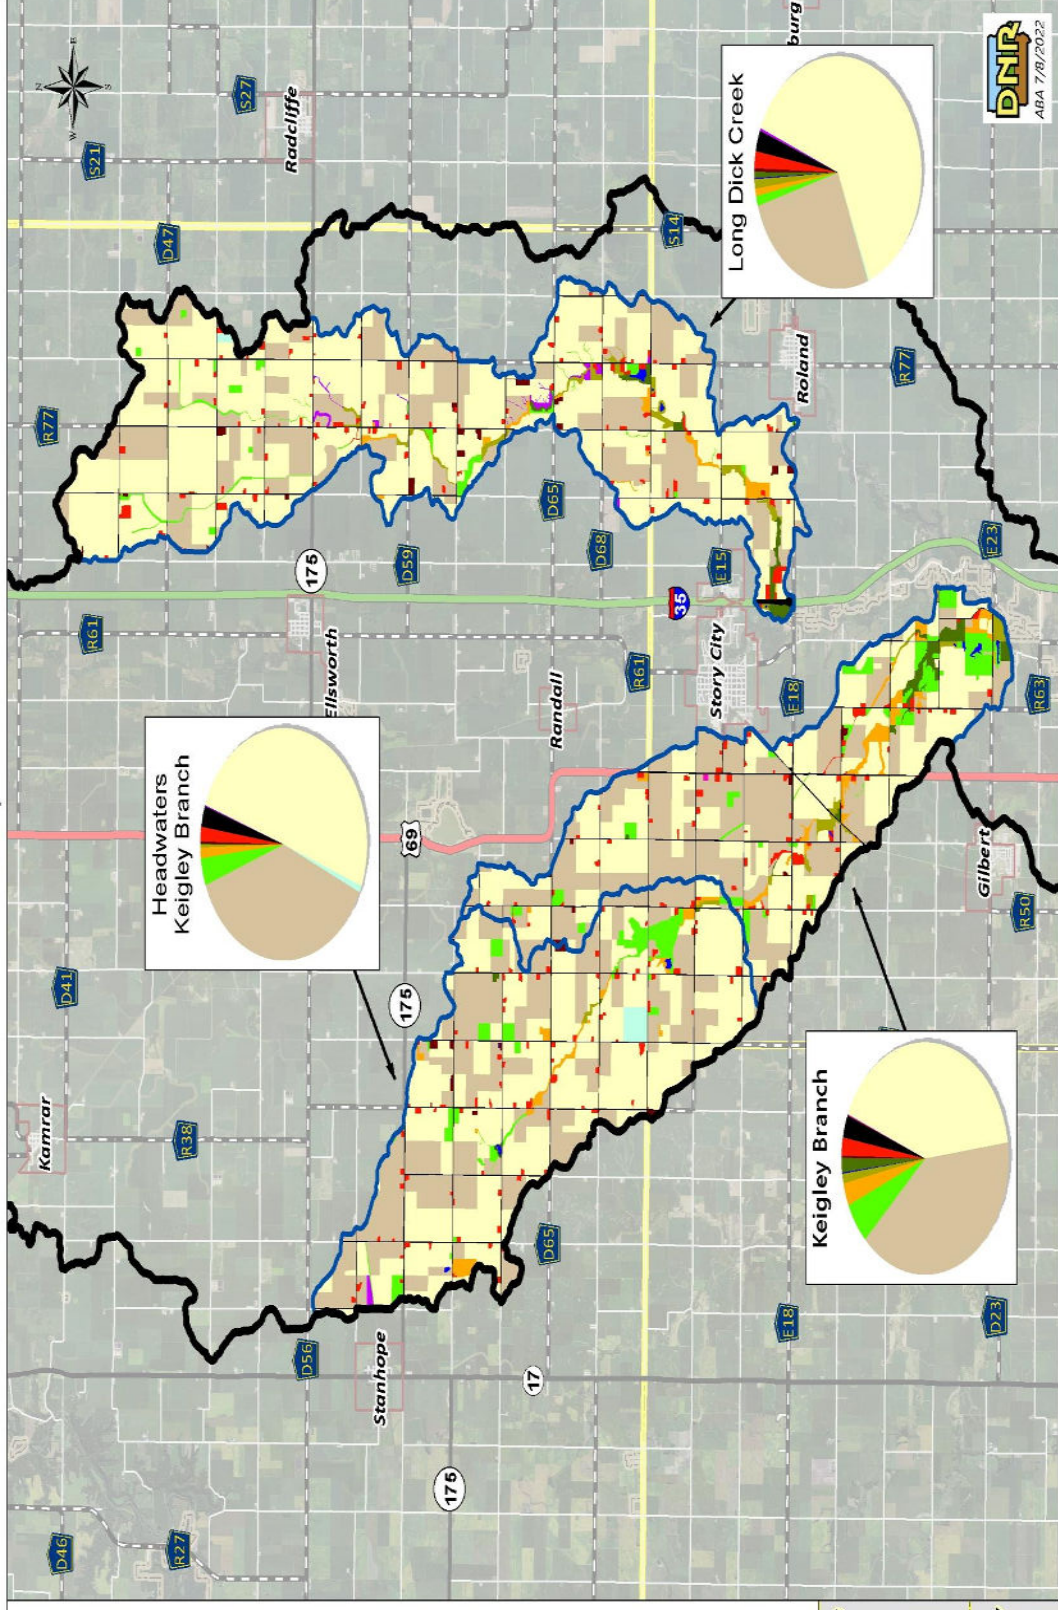 N
E
S
W
S21
S27
Radcliffe
D47
R77
burg
DNR
ABA 7/8/2022
Long Dick Creek
S14
Roland
R77
D65
D68
D59
175
E15
35
E23
R61
Ellsworth
R61
Randall
Story City
E18
R63
Headwaters
Keigley Branch
69
Gilbert
R50
D41
175
Kamrar
R38
Keigley Branch
D65
E18
D23
D56
Stanhope
17
175
D46
R27